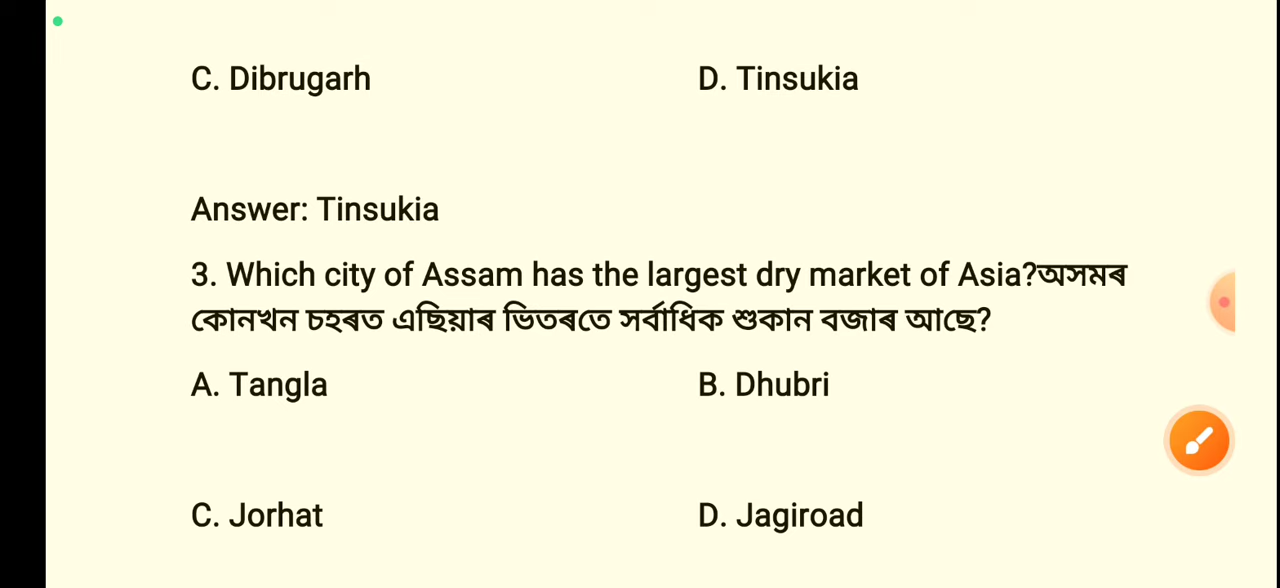 C. Dibrugarh D. Tinsukia
Answer: Tinsukia
3. Which city of Assam has the largest dry market of Asia?অসমৰ
কোনখন চহৰত এছিয়াৰ ভিতৰতে সৰ্বাধিক শুকান বজাৰ আছে?
A. Tangla B. Dhubri
C. Jorhat D. Jagiroad